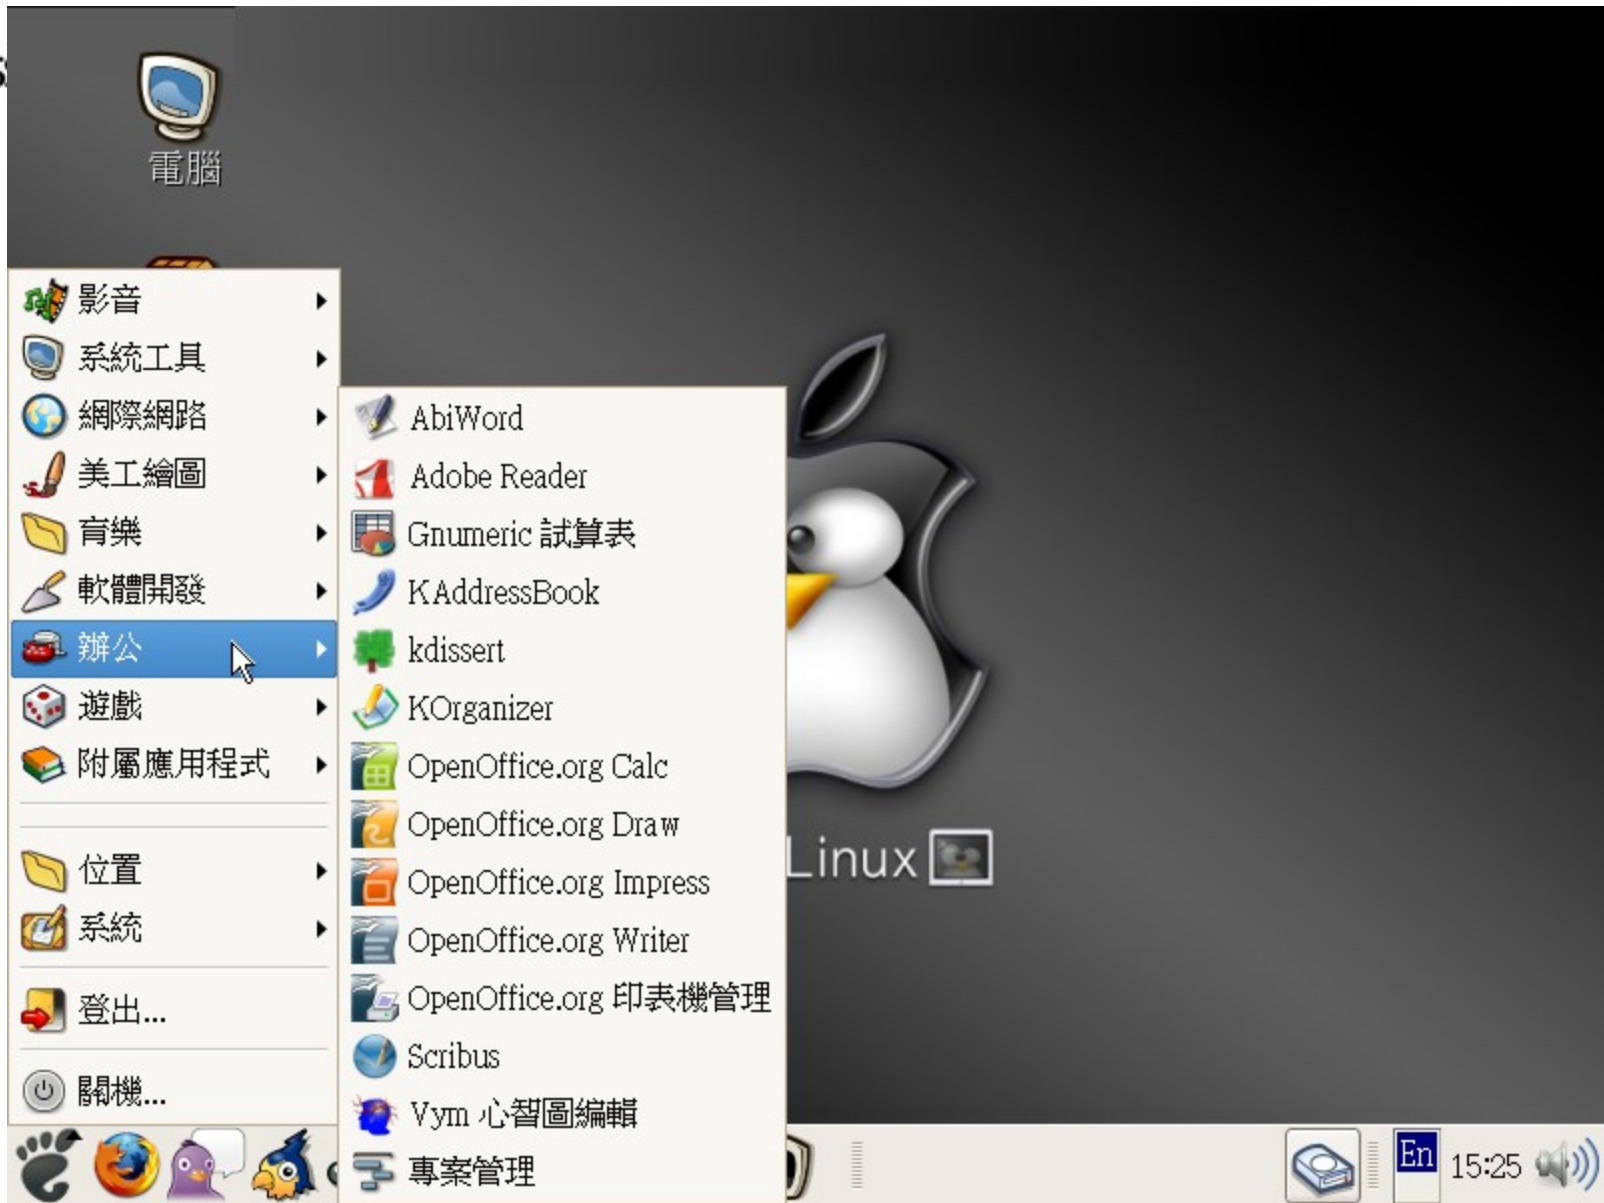 電腦
影音
系統工具
網際網路
美工繪圖
育樂
軟體開發
辦公
遊戲
附屬應用程式
位置
系統
登出...
關機...
AbiWord
Adobe Reader
Gnumeric 試算表
KAddressBook
kdissert
KOrganizer
OpenOffice.org Calc
OpenOffice.org Draw
OpenOffice.org Impress
OpenOffice.org Writer
OpenOffice.org 印表機管理
Scribus
Vym 心智圖編輯
專案管理
Linux
En
15:25